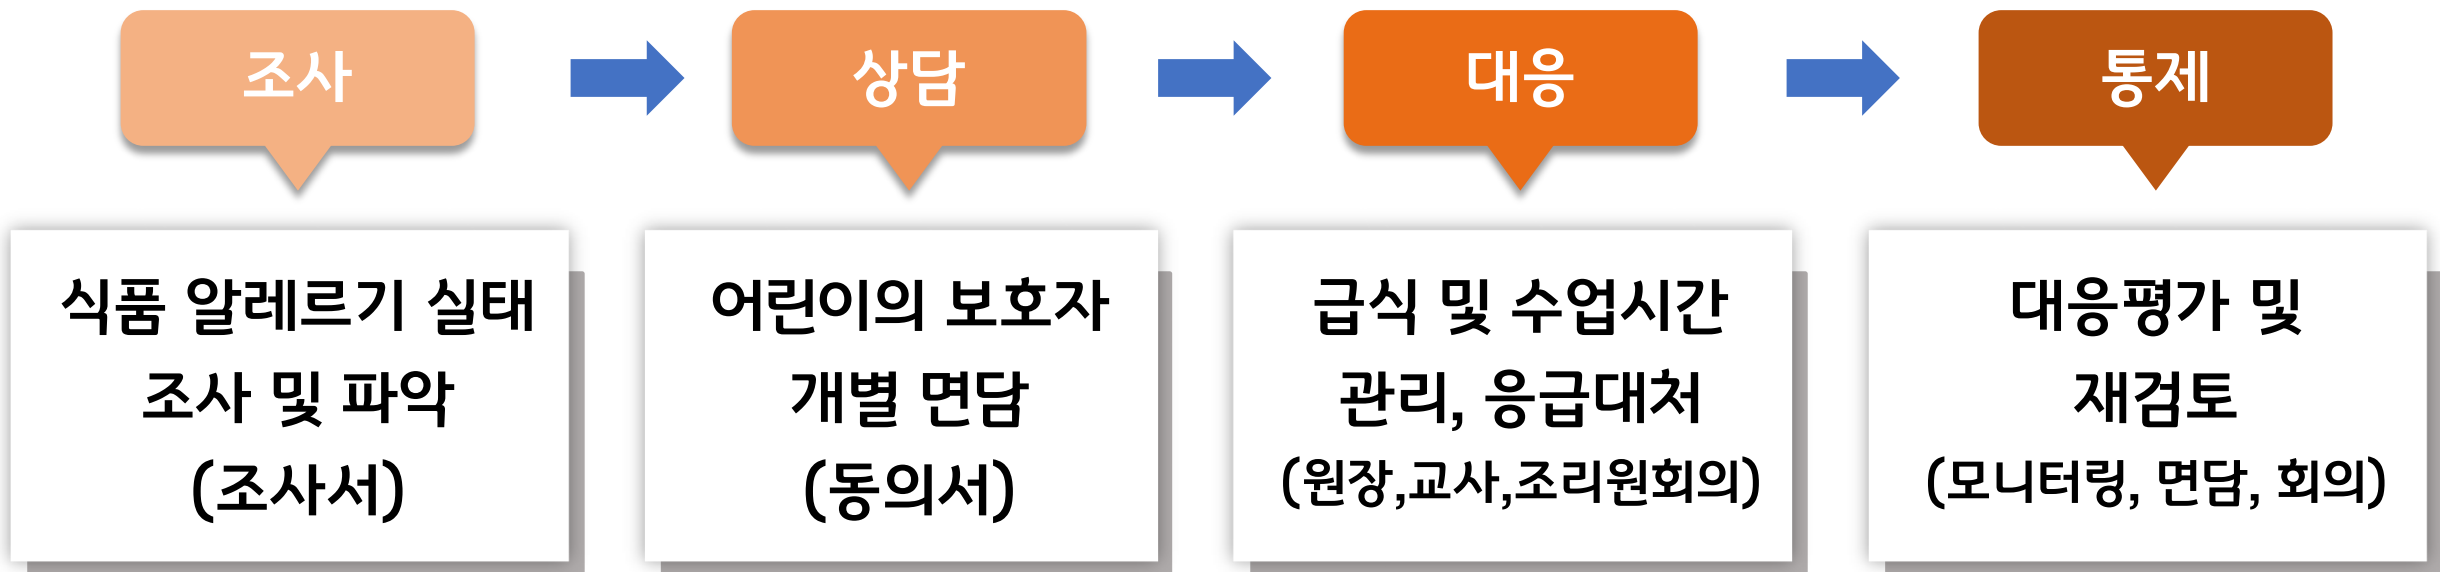 조사
상담
대응
통제
식품 알레르기 실태
조사 및 파악
(조사서)
어린이의 보호자
개별 면담
(동의서)
급식 및 수업시간
관리, 응급대처
(원장,교사,조리원회의)
대응평가 및
재검토
(모니터링, 면담, 회의)